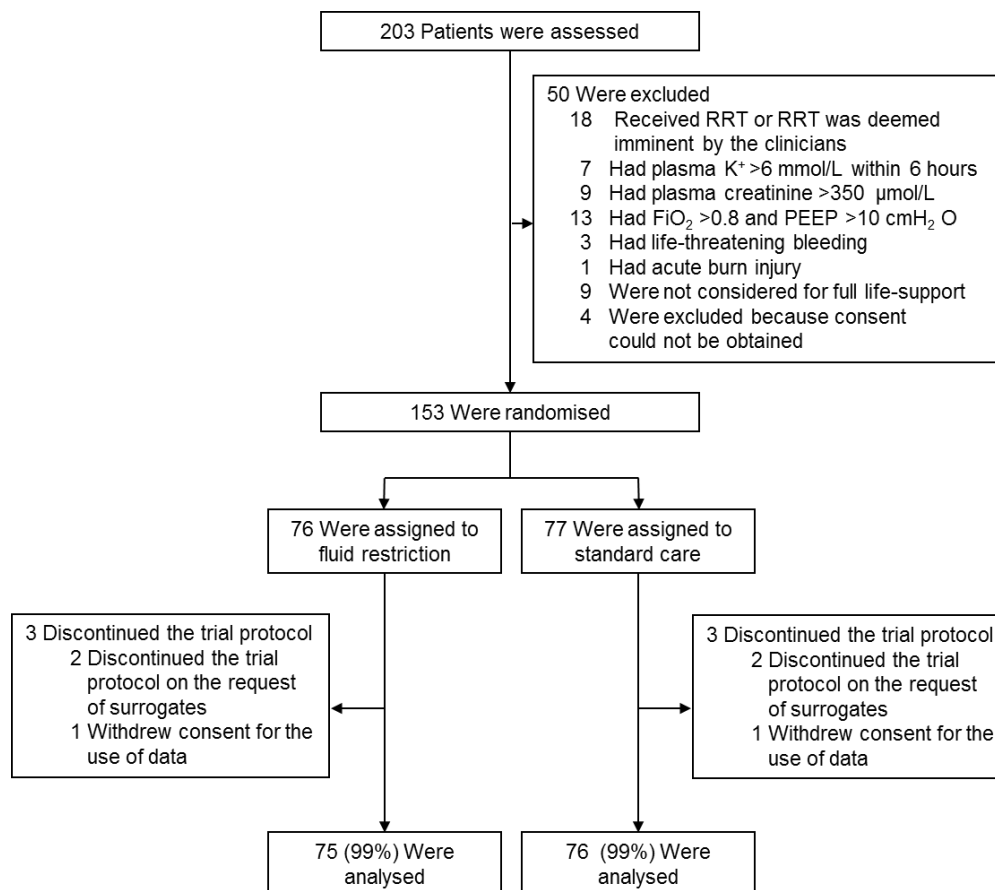 203 Patients were assessed
50 Were excluded
18 Received RRT or RRT was deemed
imminent by the clinicians
7 Had plasma K⁺ >6 mmol/L within 6 hours
9 Had plasma creatinine >350 µmol/L
13 Had FiO₂ >0.8 and PEEP >10 cmH₂ O
3 Had life-threatening bleeding
1 Had acute burn injury
9 Were not considered for full life-support
4 Were excluded because consent
could not be obtained
153 Were randomised
76 Were assigned to
fluid restriction
77 Were assigned to
standard care
3 Discontinued the trial protocol
2 Discontinued the trial
protocol on the request
of surrogates
1 Withdrew consent for the
use of data
3 Discontinued the trial protocol
2 Discontinued the trial
protocol on the request
of surrogates
1 Withdrew consent for the
use of data
75 (99%) Were
analysed
76 (99%) Were
analysed